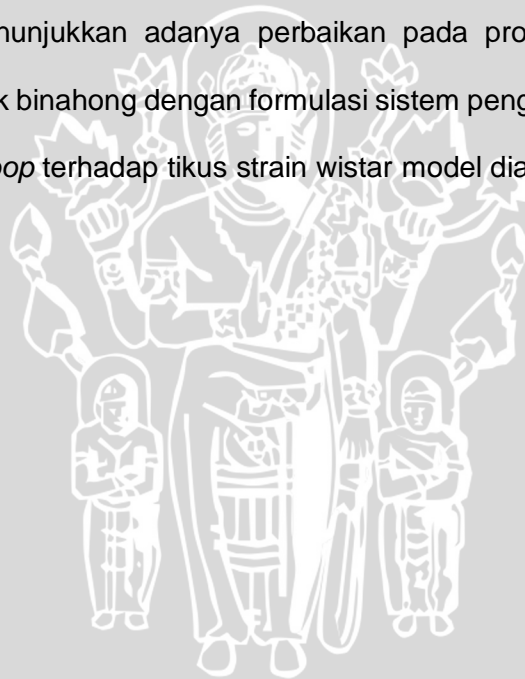 nunjukkan adanya perbaikan pada pro
k binahong dengan formulasi sistem peng
oop terhadap tikus strain wistar model dia